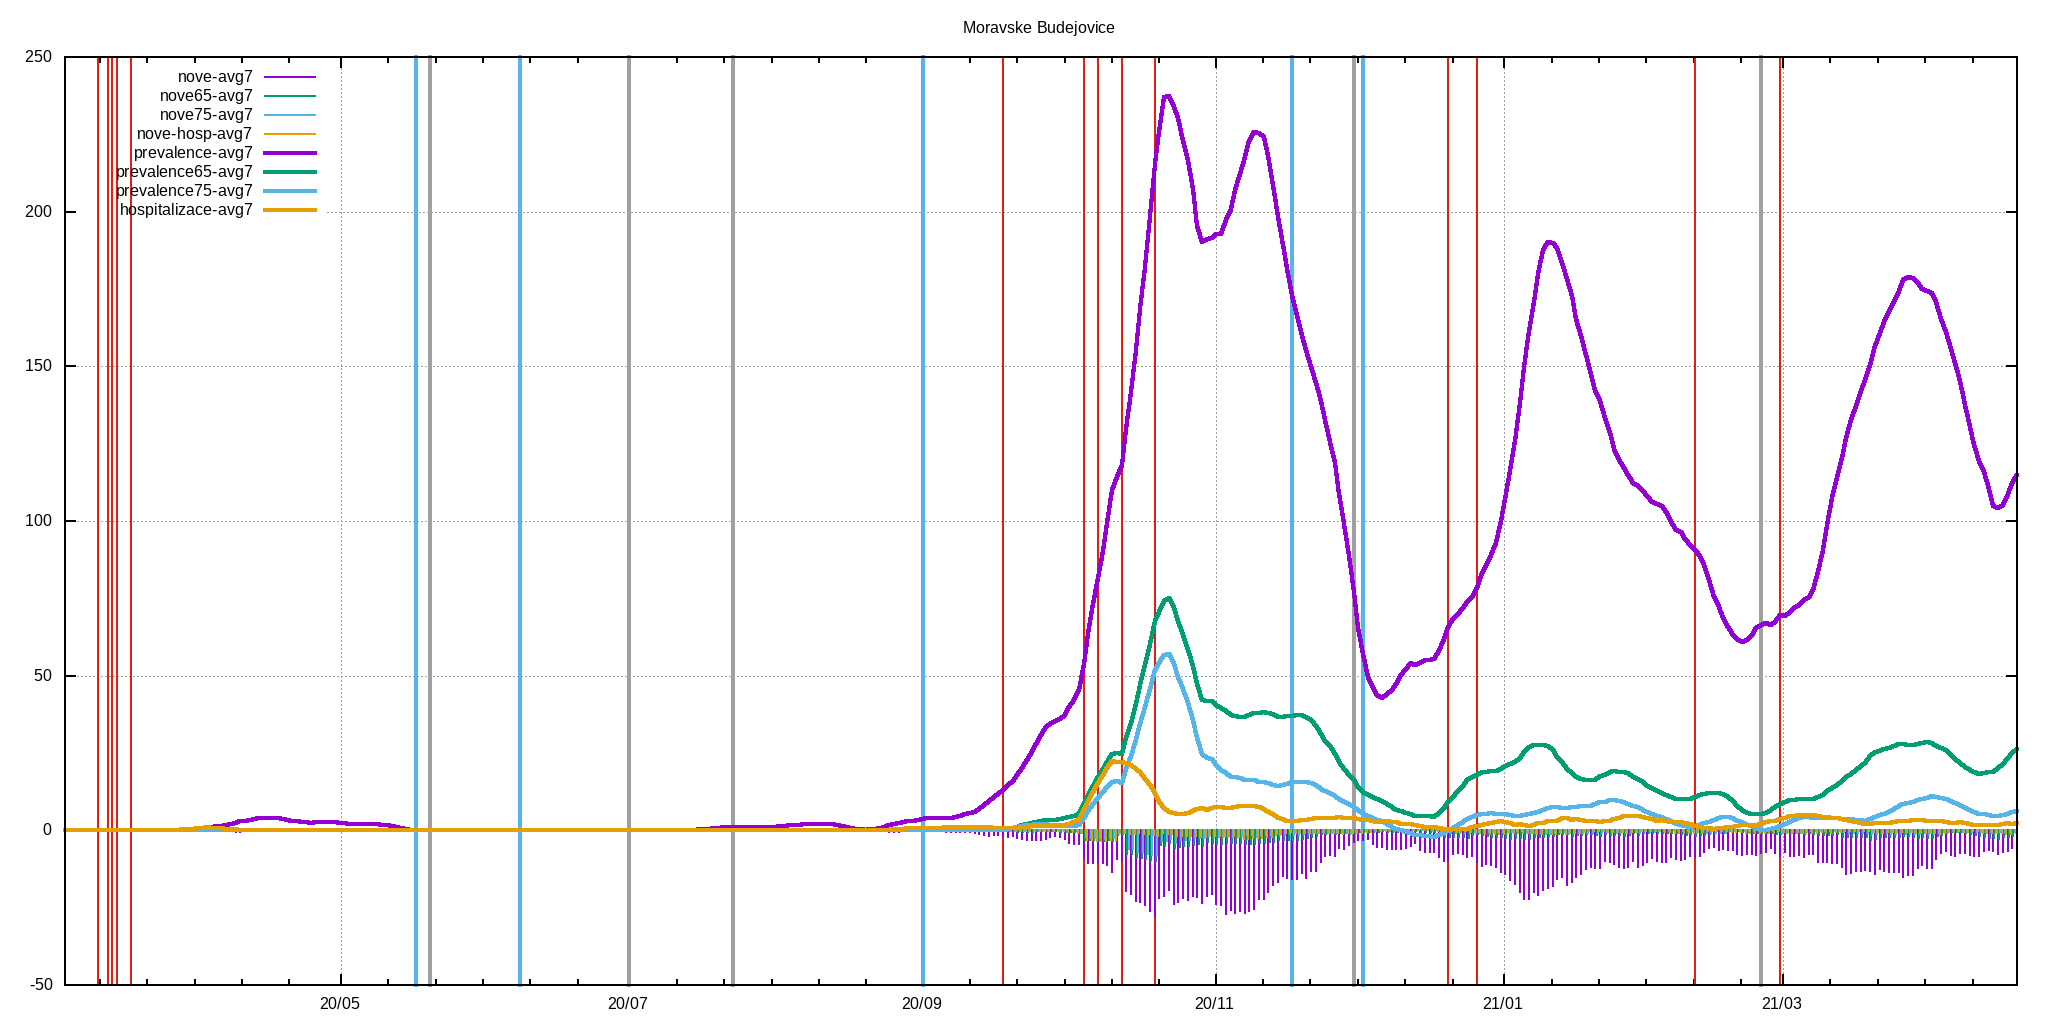 Moravske Budejovice
250
200
150
100
50
0
-50
nove-avg7
nove65-avg7
nove75-avg7
nove-hosp-avg7
prevalence-avg7
prevalence65-avg7
prevalence75-avg7
hospitalizace-avg7
20/05 20/07 20/09 20/11 21/01 21/03